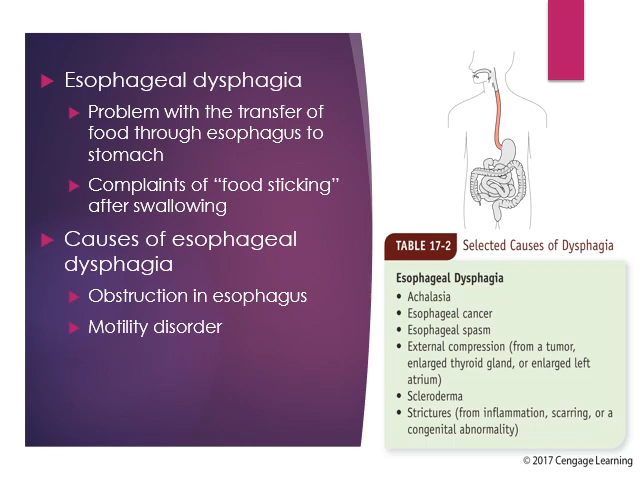 Esophageal dysphagia
Problem with the transfer of
food through esophagus to
stomach
Complaints of “food sticking”
after swallowing
Causes of esophageal
dysphagia
Obstruction in esophagus
Motility disorder
TABLE 17-2 Selected Causes of Dysphagia
Esophageal Dysphagia
• Achalasia
• Esophageal cancer
• Esophageal spasm
• External compression (from a tumor,
enlarged thyroid gland, or enlarged left
atrium)
• Scleroderma
• Strictures (from inflammation, scarring, or a
congenital abnormality)
© 2017 Cengage Learning